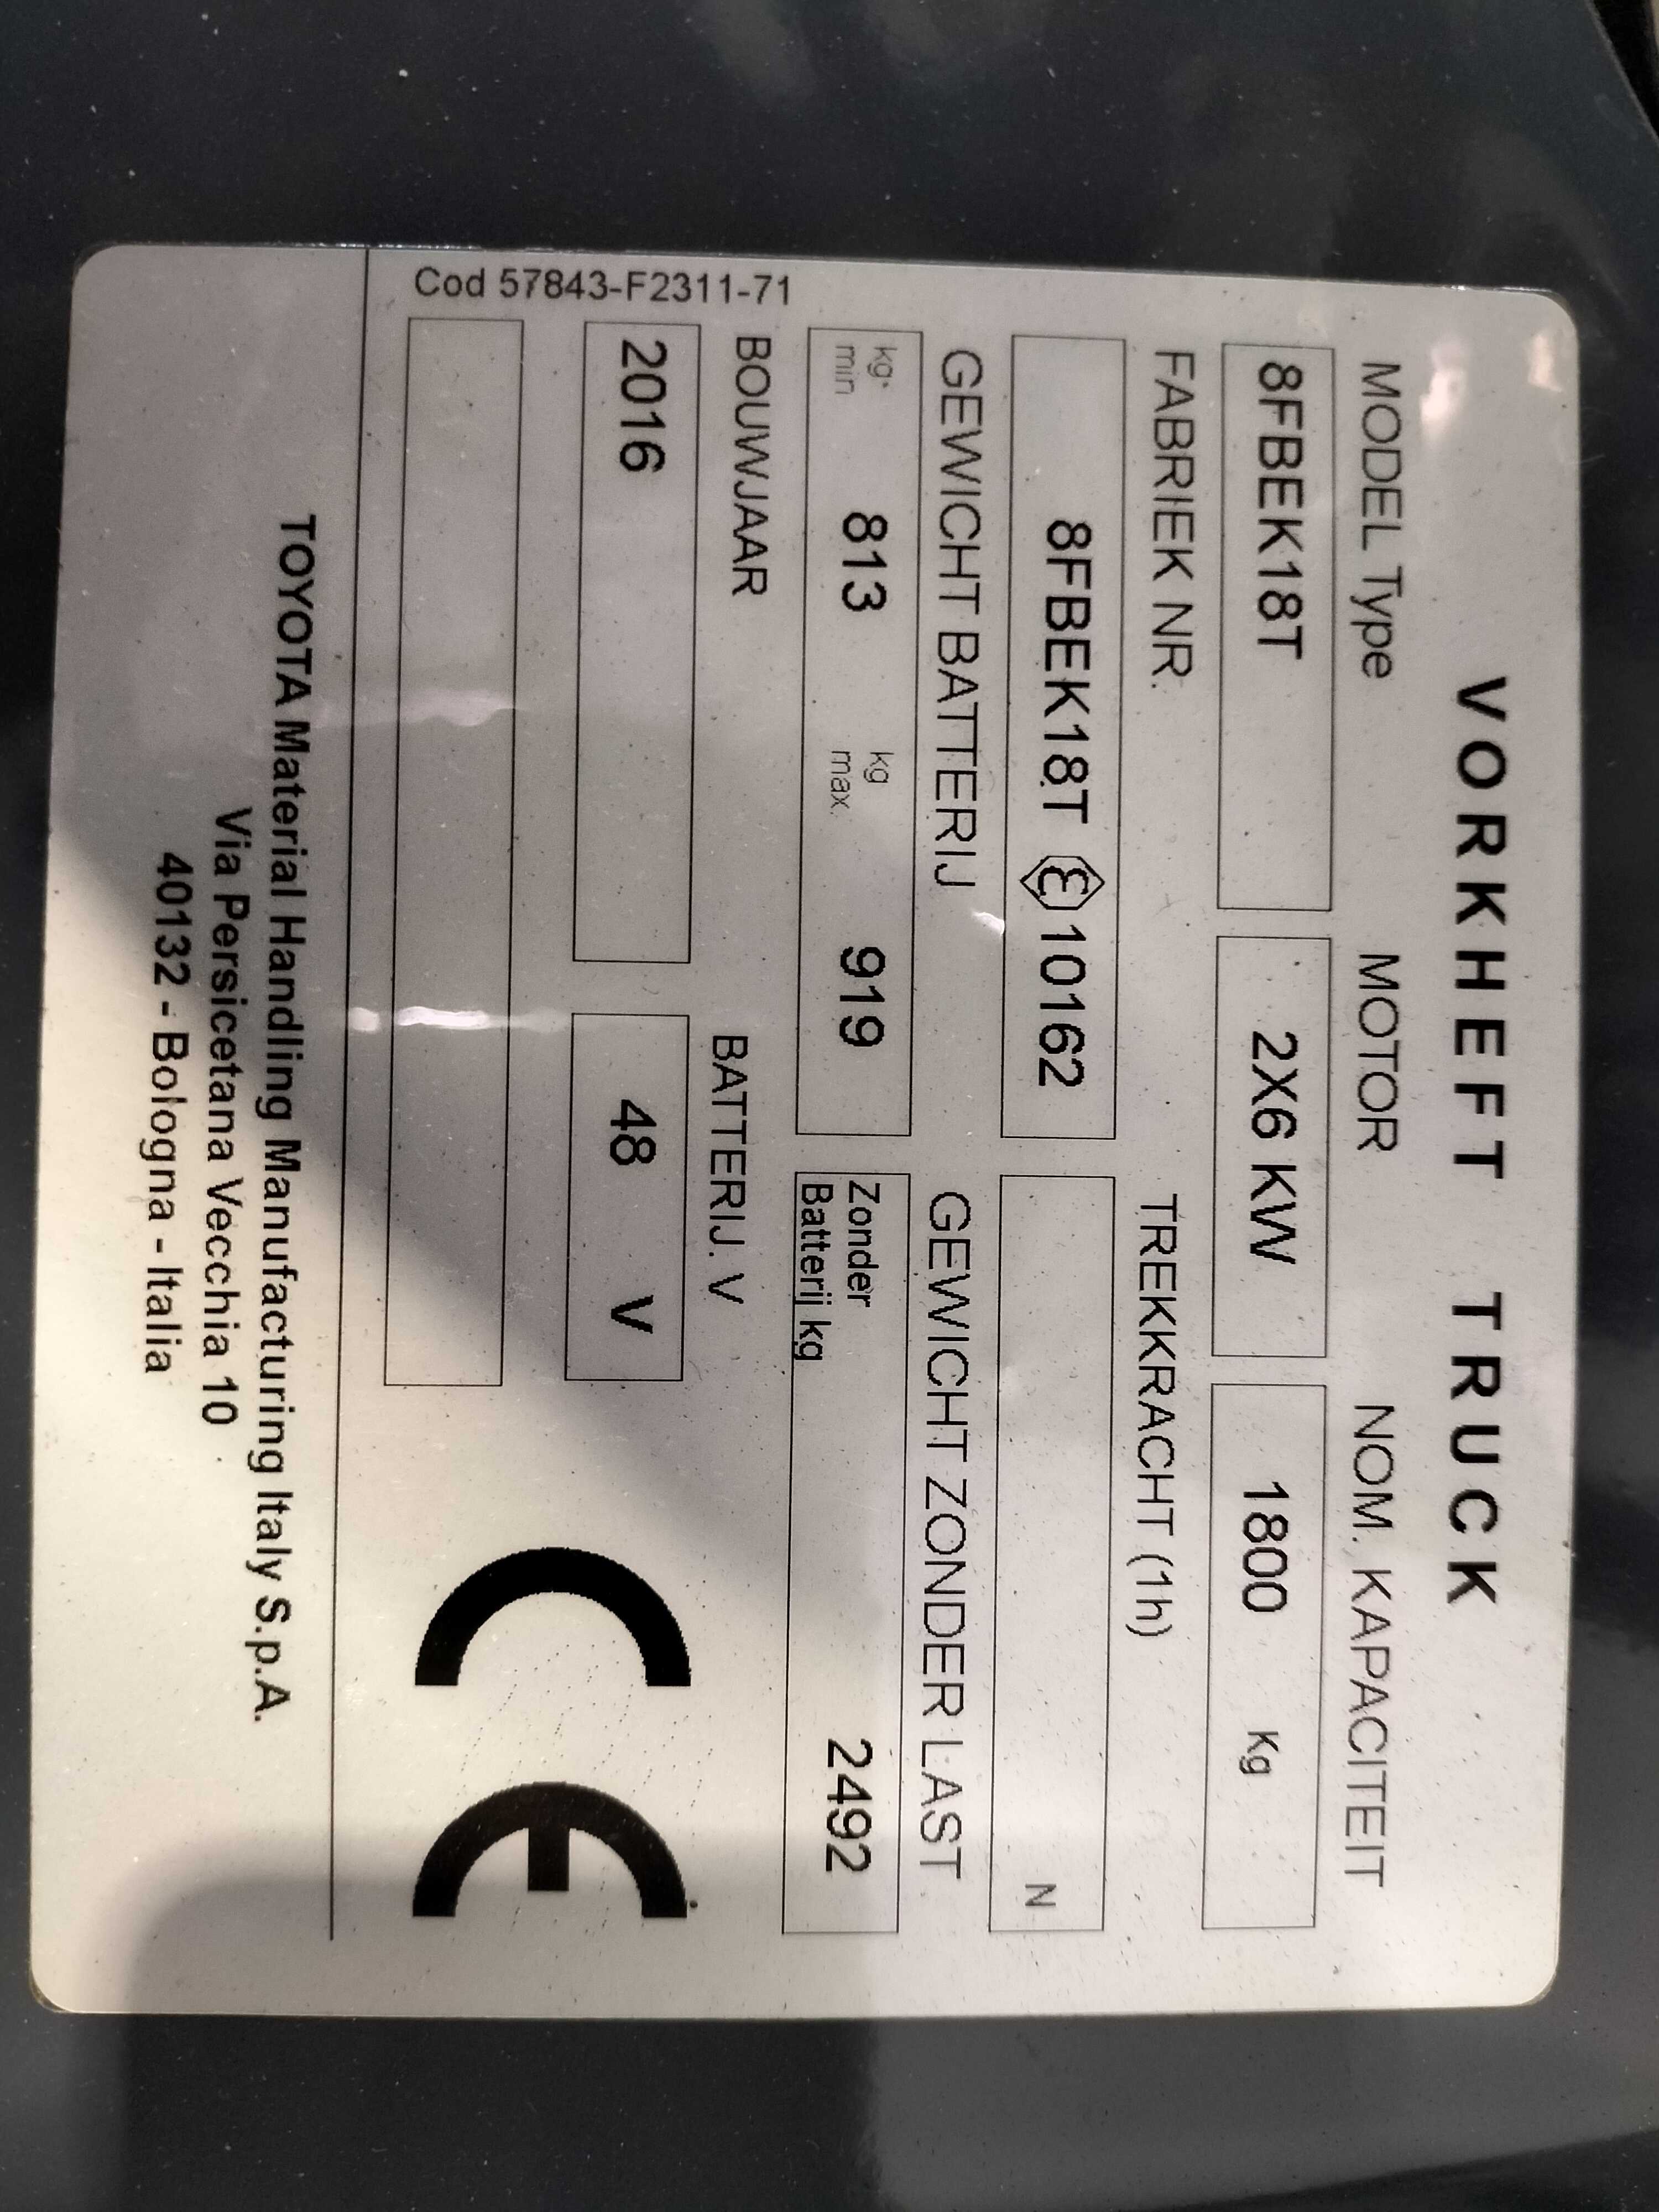 VORKHEFT TRUCK
MODEL Type MOTOR NOM. KAPACITEIT
8FBEK18T 2X6 KW 1800 Kg
FABRIEK NR. TREKKRACHT (1h)
8FBEK18T E 10162 N
GEWICHT BATTERIJ GEWICHT ZONDER LAST
kg. min 813 kg max. 919 Zonder Batterij kg 2492
BOUWJAAR BATTERIJ. V
2016 48 V
CE
Cod 57843-F2311-71
TOYOTA Material Handling Manufacturing Italy S.p.A.
Via Persicetana Vecchia 10
40132 - Bologna - Italia